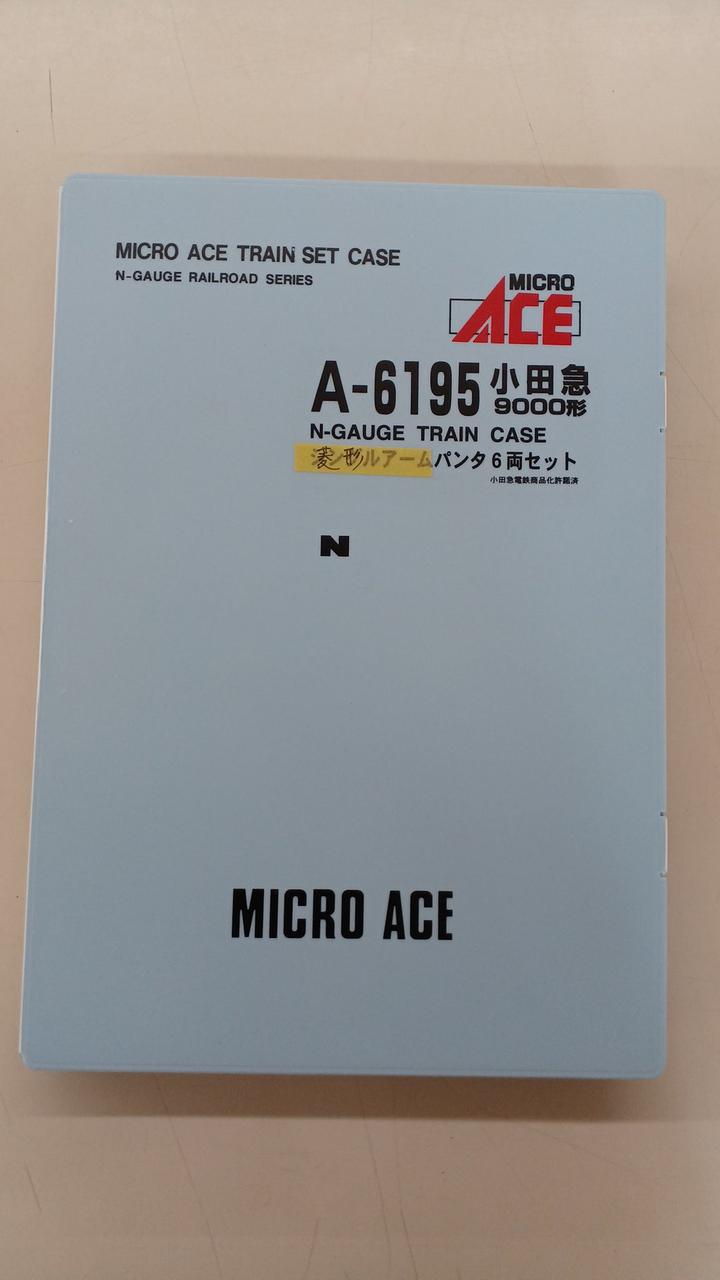 MICRO ACE TRAIN SET CASE
N-GAUGE RAILROAD SERIES
MICRO
ACE
A-6195 小田急
9000形
N-GAUGE TRAIN CASE
菱形ルアームパンタ6両セット
小田急電鉄商品化許諾済
N
MICRO ACE